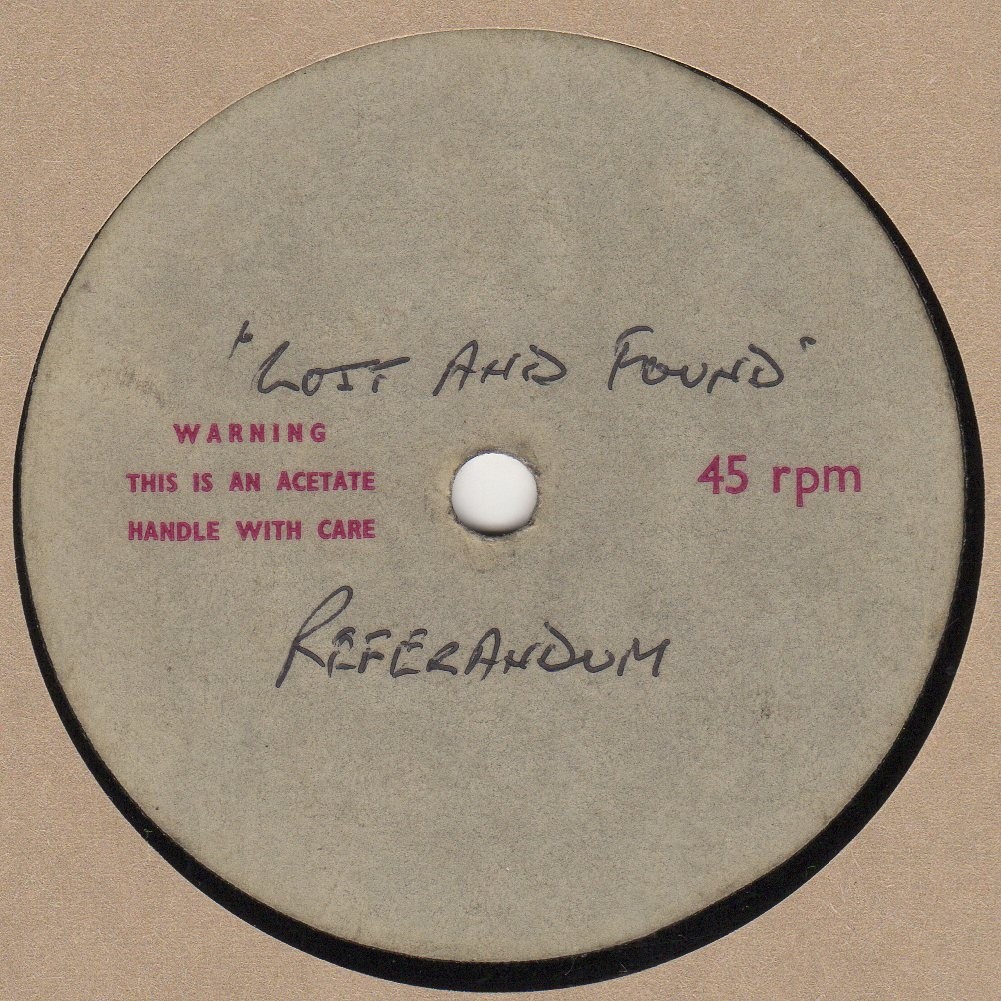 "LOST AND FOUND"
WARNING
THIS IS AN ACETATE
HANDLE WITH CARE
45 rpm
REFERANDUM